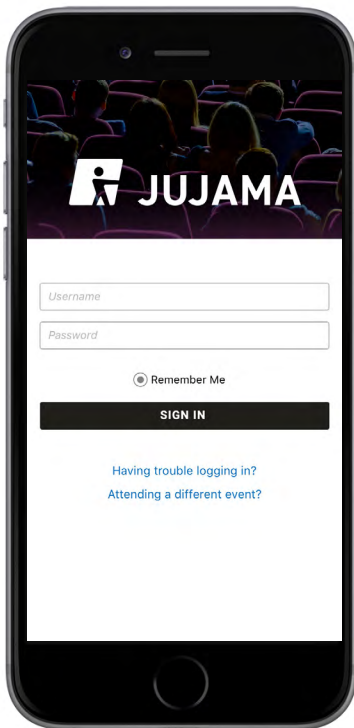 JUJAMA
Username
Password
Remember Me
SIGN IN
Having trouble logging in?
Attending a different event?